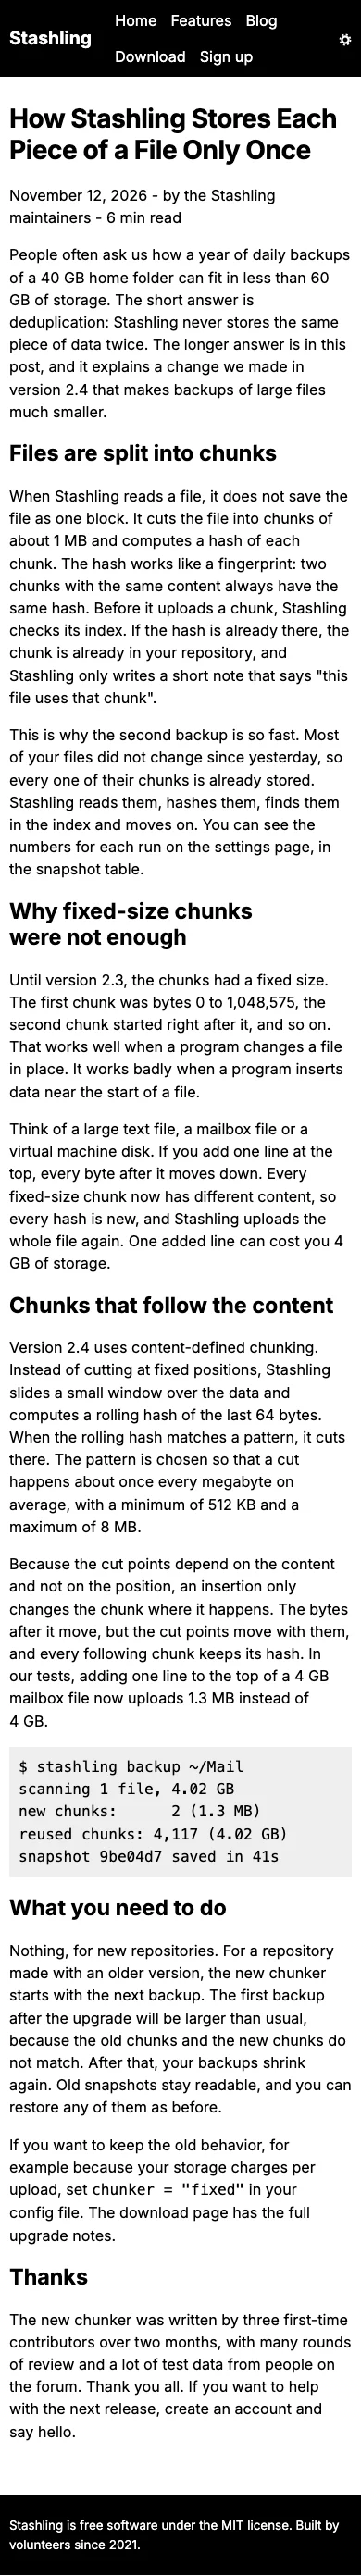 Stashling
Home Features Blog
Download Sign up
How Stashling Stores Each
Piece of a File Only Once
November 12, 2026 - by the Stashling
maintainers - 6 min read
People often ask us how a year of daily backups
of a 40 GB home folder can fit in less than 60
GB of storage. The short answer is
deduplication: Stashling never stores the same
piece of data twice. The longer answer is in this
post, and it explains a change we made in
version 2.4 that makes backups of large files
much smaller.
Files are split into chunks
When Stashling reads a file, it does not save the
file as one block. It cuts the file into chunks of
about 1 MB and computes a hash of each
chunk. The hash works like a fingerprint: two
chunks with the same content always have the
same hash. Before it uploads a chunk, Stashling
checks its index. If the hash is already there, the
chunk is already in your repository, and
Stashling only writes a short note that says "this
file uses that chunk".
This is why the second backup is so fast. Most
of your files did not change since yesterday, so
every one of their chunks is already stored.
Stashling reads them, hashes them, finds them
in the index and moves on. You can see the
numbers for each run on the settings page, in
the snapshot table.
Why fixed-size chunks
were not enough
Until version 2.3, the chunks had a fixed size.
The first chunk was bytes 0 to 1,048,575, the
second chunk started right after it, and so on.
That works well when a program changes a file
in place. It works badly when a program inserts
data near the start of a file.
Think of a large text file, a mailbox file or a
virtual machine disk. If you add one line at the
top, every byte after it moves down. Every
fixed-size chunk now has different content, so
every hash is new, and Stashling uploads the
whole file again. One added line can cost you 4
GB of storage.
Chunks that follow the content
Version 2.4 uses content-defined chunking.
Instead of cutting at fixed positions, Stashling
slides a small window over the data and
computes a rolling hash of the last 64 bytes.
When the rolling hash matches a pattern, it cuts
there. The pattern is chosen so that a cut
happens about once every megabyte on
average, with a minimum of 512 KB and a
maximum of 8 MB.
Because the cut points depend on the content
and not on the position, an insertion only
changes the chunk where it happens. The bytes
after it move, but the cut points move with them,
and every following chunk keeps its hash. In
our tests, adding one line to the top of a 4 GB
mailbox file now uploads 1.3 MB instead of
4 GB.
$ stashling backup ~/Mail
scanning 1 file, 4.02 GB
new chunks: 2 (1.3 MB)
reused chunks: 4,117 (4.02 GB)
snapshot 9be04d7 saved in 41s
What you need to do
Nothing, for new repositories. For a repository
made with an older version, the new chunker
starts with the next backup. The first backup
after the upgrade will be larger than usual,
because the old chunks and the new chunks do
not match. After that, your backups shrink
again. Old snapshots stay readable, and you can
restore any of them as before.
If you want to keep the old behavior, for
example because your storage charges per
upload, set chunker = "fixed" in your
config file. The download page has the full
upgrade notes.
Thanks
The new chunker was written by three first-time
contributors over two months, with many rounds
of review and a lot of test data from people on
the forum. Thank you all. If you want to help
with the next release, create an account and
say hello.
Stashling is free software under the MIT license. Built by
volunteers since 2021.